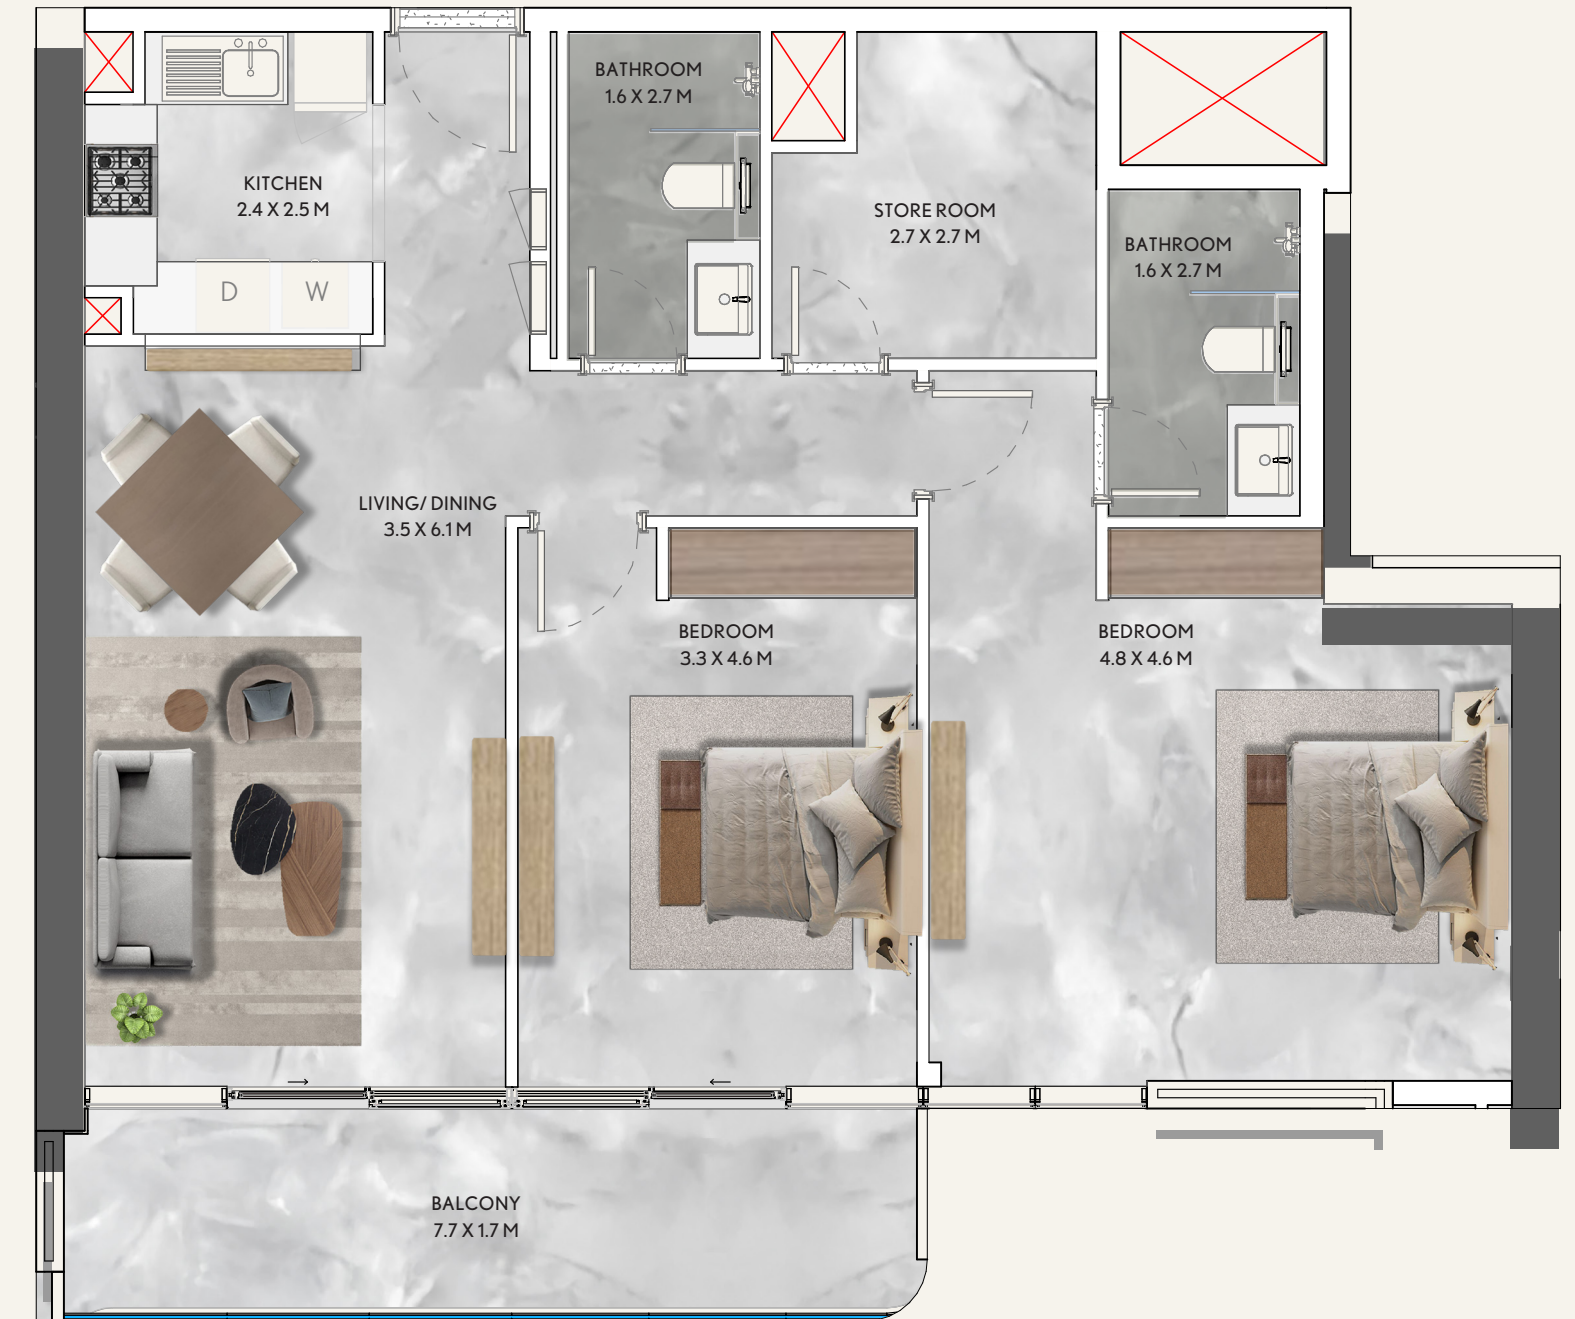 BATHROOM
1.6 X 2.7 M
KITCHEN
2.4 X 2.5 M
STORE ROOM
2.7 X 2.7 M
BATHROOM
1.6 X 2.7 M
D
W
LIVING/ DINING
3.5 X 6.1 M
BEDROOM
3.3 X 4.6 M
BEDROOM
4.8 X 4.6 M
BALCONY
7.7 X 1.7 M